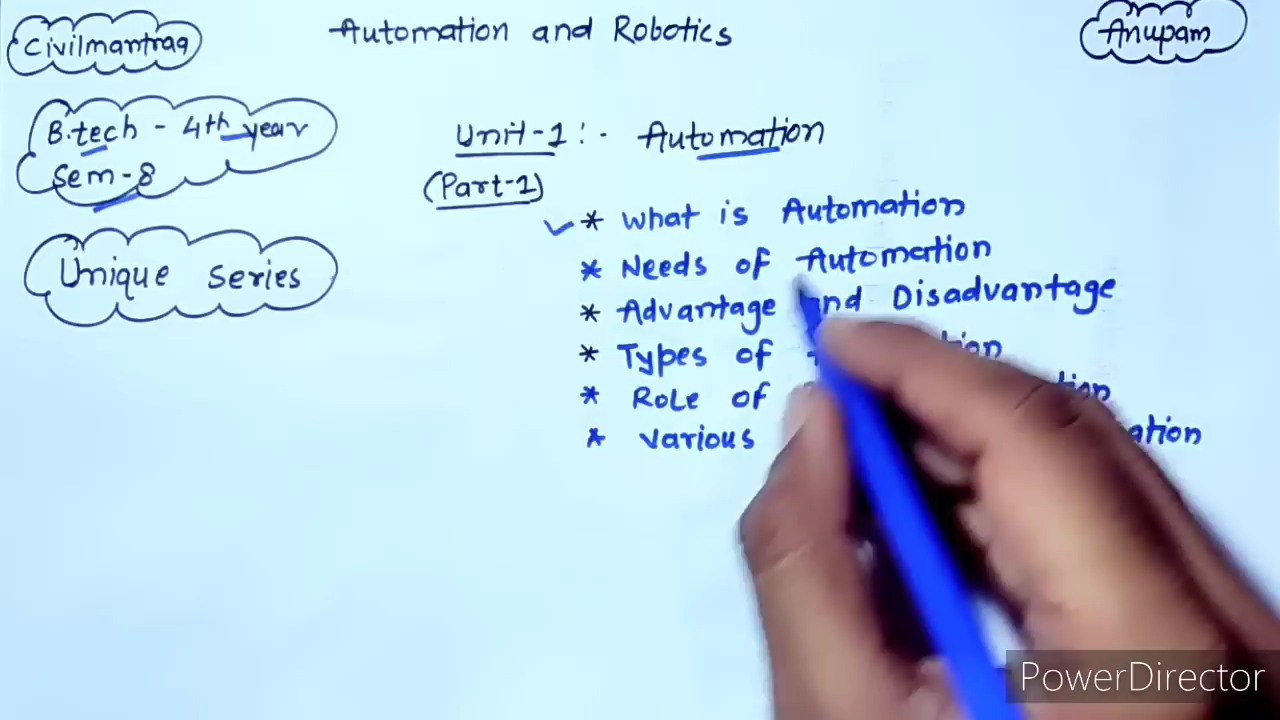 Civilmantraa
Automation and Robotics
Anupam
B.tech - 4th year
Sem-8
Unit-1 :- Automation
(Part-1)
* What is Automation
* Needs of Automation
* Advantage and Disadvantage
* Types of
* Role of
* Various
Unique Series
PowerDirector